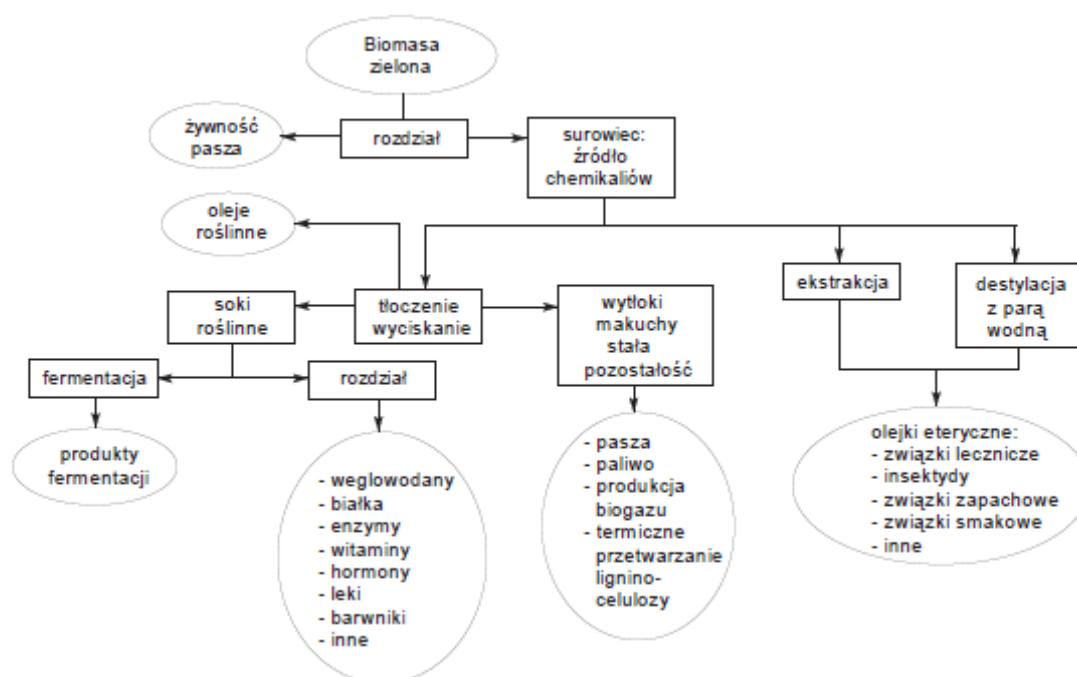 Biomasa
zielona
żywność
pasza
rozdział
surowiec:
źródło
chemikaliów
oleje
roślinne
ekstrakcja
destylacja
z parą
wodną
soki
roślinne
tłoczenie
wyciskanie
wytłoki
makuchy
stała
pozostałość
fermentacja
rozdział
produkty
fermentacji
- weglowodany
- białka
- enzymy
- witaminy
- hormony
- leki
- barwniki
- inne
- pasza
- paliwo
- produkcja
biogazu
- termiczne
przetwarzanie
lignino-
celulozy
olejki eteryczne:
- związki lecznicze
- insektydy
- związki zapachowe
- związki smakowe
- inne